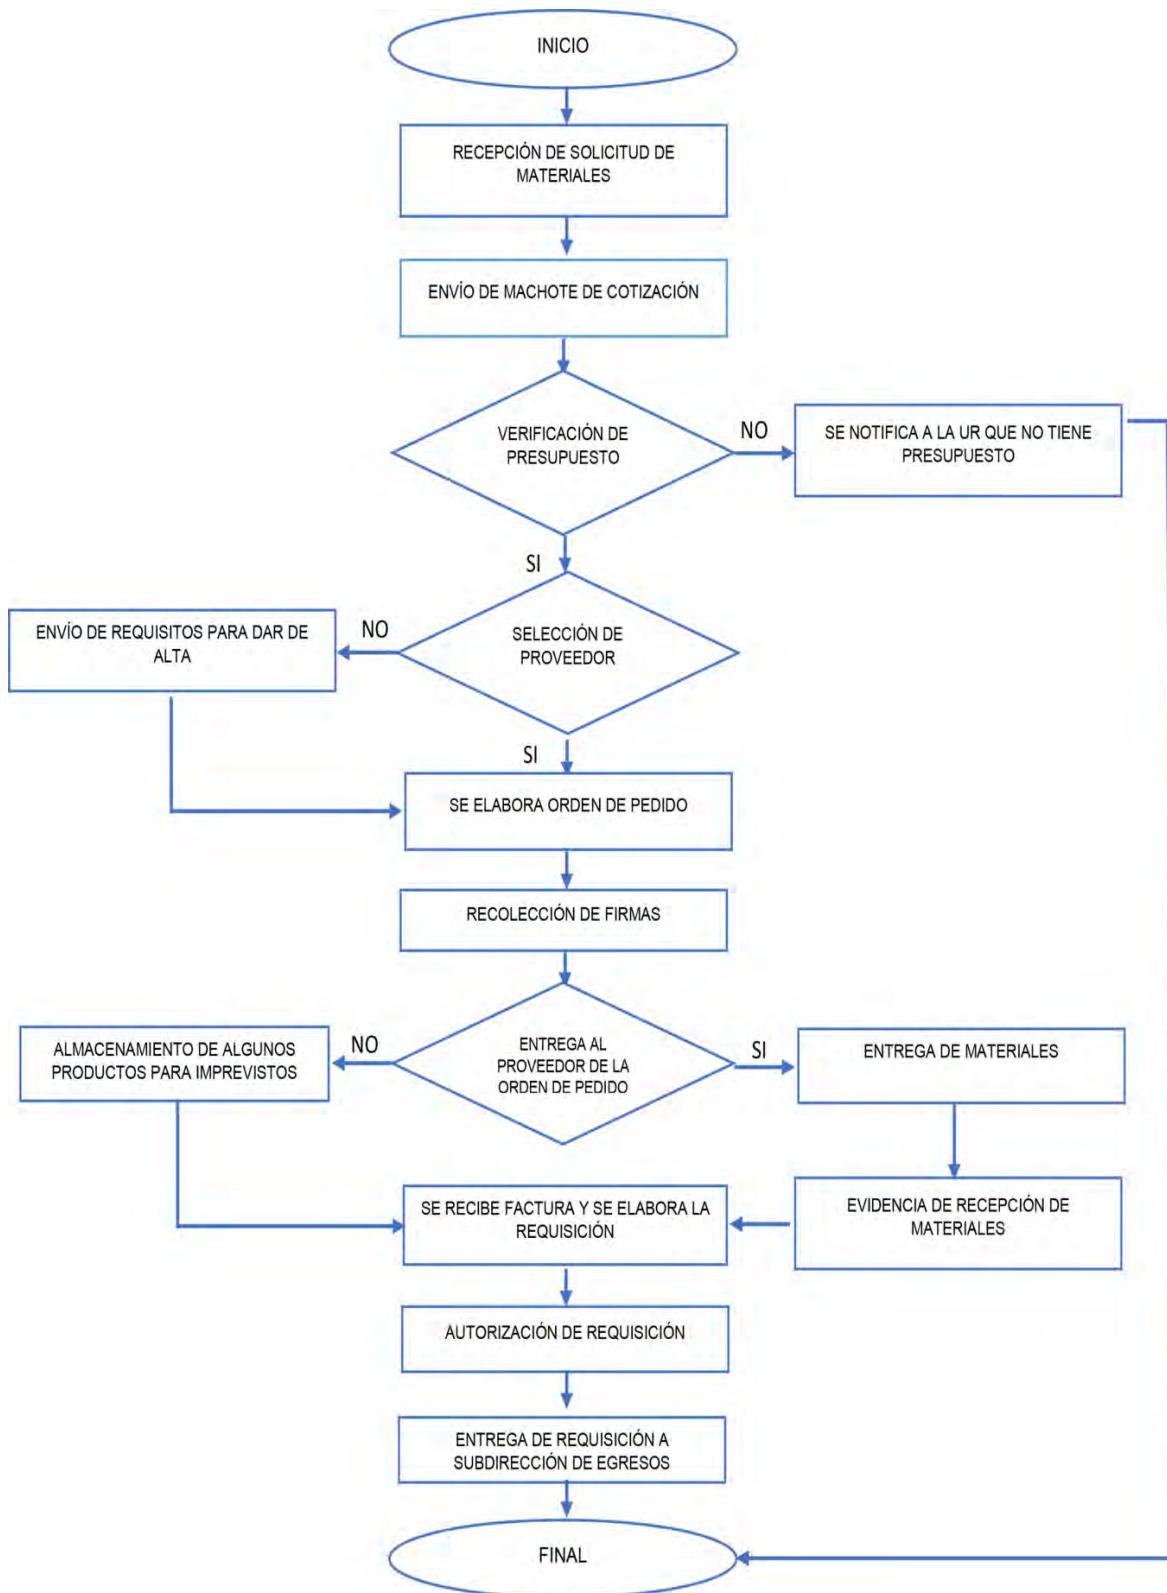 INICIO
RECEPCIÓN DE SOLICITUD DE
MATERIALES
ENVÍO DE MACHOTE DE COTIZACIÓN
VERIFICACIÓN DE
PRESUPUESTO
NO
SE NOTIFICA A LA UR QUE NO TIENE
PRESUPUESTO
SI
ENVÍO DE REQUISITOS PARA DAR DE
ALTA
NO
SELECCIÓN DE
PROVEEDOR
SI
SE ELABORA ORDEN DE PEDIDO
RECOLECCIÓN DE FIRMAS
ALMACENAMIENTO DE ALGUNOS
PRODUCTOS PARA IMPREVISTOS
NO
ENTREGA AL
PROVEEDOR DE LA
ORDEN DE PEDIDO
SI
ENTREGA DE MATERIALES
SE RECIBE FACTURA Y SE ELABORA LA
REQUISICIÓN
EVIDENCIA DE RECEPCIÓN DE
MATERIALES
AUTORIZACIÓN DE REQUISICIÓN
ENTREGA DE REQUISICIÓN A
SUBDIRECCIÓN DE EGRESOS
FINAL